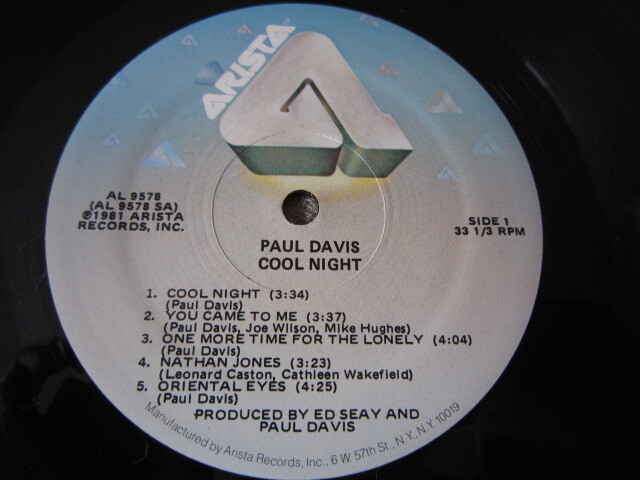 ARISTA
AL 9578
(AL 9578 SA)
℗1981 ARISTA
RECORDS, INC.
SIDE 1
33 1/3 RPM
PAUL DAVIS
COOL NIGHT
1. COOL NIGHT (3:34)
(Paul Davis)
2. YOU CAME TO ME (3:37)
(Paul Davis, Joe Wilson, Mike Hughes)
3. ONE MORE TIME FOR THE LONELY (4:04)
(Paul Davis)
4. NATHAN JONES (3:23)
(Leonard Caston, Cathleen Wakefield)
5. ORIENTAL EYES (4:25)
(Paul Davis)
PRODUCED BY ED SEAY AND
PAUL DAVIS
Manufactured by Arista Records, Inc., 6 W. 57th St., N.Y., N.Y. 10019